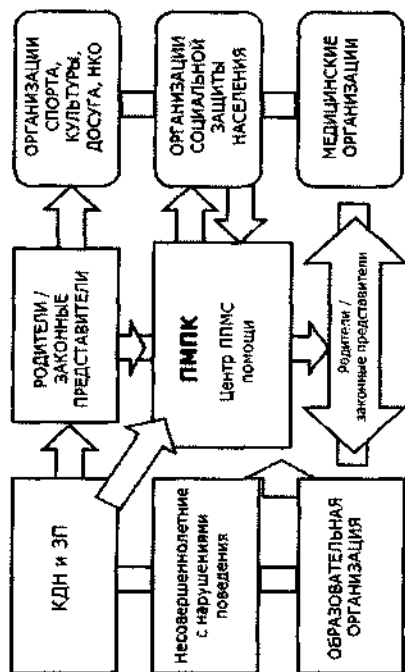 КДН и ЗП
РОДИТЕЛИ /
ЗАКОННЫЕ
ПРЕДСТАВИТЕЛИ
ОРГАНИЗАЦИИ
СПОРТА,
КУЛЬТУРЫ,
ДОСУГА, НКО
Несовершеннолетние
с нарушениями
поведения
ПМПК
Центр ППМС
помощи
ОРГАНИЗАЦИИ
СОЦИАЛЬНОЙ
ЗАЩИТЫ
НАСЕЛЕНИЯ
ОБРАЗОВАТЕЛЬНАЯ
ОРГАНИЗАЦИЯ
Родители /
законные представители
МЕДИЦИНСКИЕ
ОРГАНИЗАЦИИ